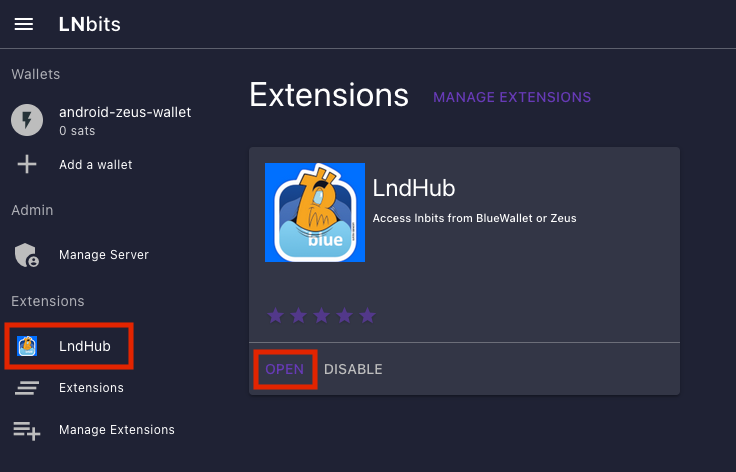 LNbits
Wallets
android-zeus-wallet
0 sats
Add a wallet
Admin
Manage Server
Extensions
LndHub
Extensions
Manage Extensions
Extensions
MANAGE EXTENSIONS
blue
LndHub
Access lnbits from BlueWallet or Zeus
OPEN
DISABLE